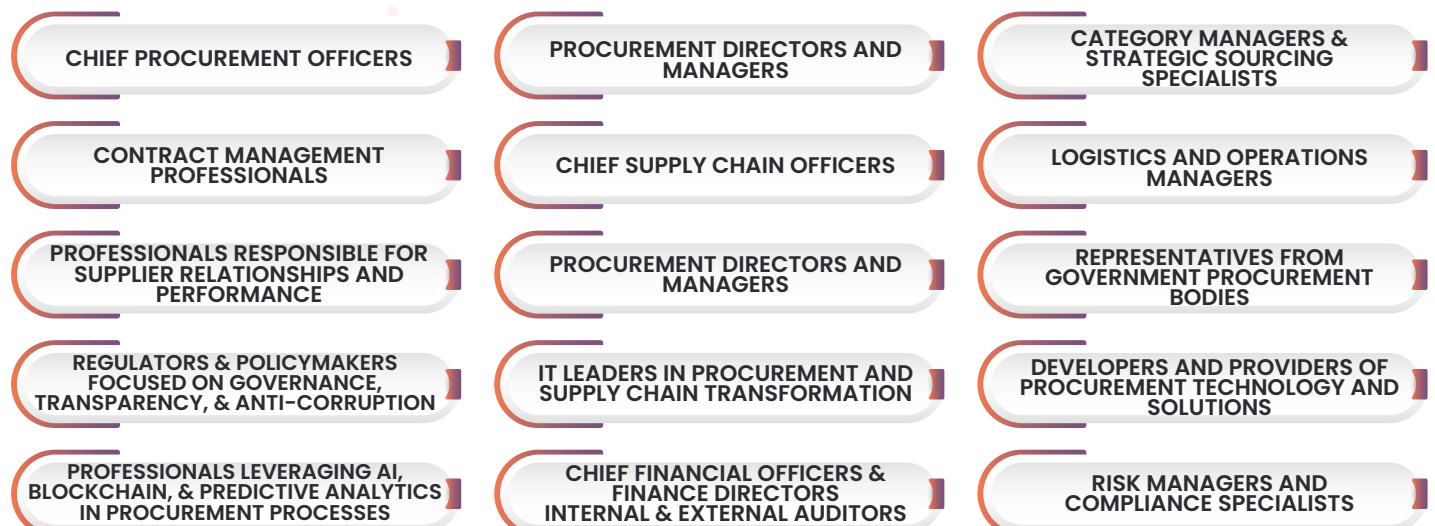 CHIEF PROCUREMENT OFFICERS
PROCUREMENT DIRECTORS AND
MANAGERS
CATEGORY MANAGERS &
STRATEGIC SOURCING
SPECIALISTS
CONTRACT MANAGEMENT
PROFESSIONALS
CHIEF SUPPLY CHAIN OFFICERS
LOGISTICS AND OPERATIONS
MANAGERS
PROFESSIONALS RESPONSIBLE FOR
SUPPLIER RELATIONSHIPS AND
PERFORMANCE
PROCUREMENT DIRECTORS AND
MANAGERS
REPRESENTATIVES FROM
GOVERNMENT PROCUREMENT
BODIES
REGULATORS & POLICYMAKERS
FOCUSED ON GOVERNANCE,
TRANSPARENCY, & ANTI-CORRUPTION
IT LEADERS IN PROCUREMENT AND
SUPPLY CHAIN TRANSFORMATION
DEVELOPERS AND PROVIDERS OF
PROCUREMENT TECHNOLOGY AND
SOLUTIONS
PROFESSIONALS LEVERAGING AI,
BLOCKCHAIN, & PREDICTIVE ANALYTICS
IN PROCUREMENT PROCESSES
CHIEF FINANCIAL OFFICERS &
FINANCE DIRECTORS
INTERNAL & EXTERNAL AUDITORS
RISK MANAGERS AND
COMPLIANCE SPECIALISTS